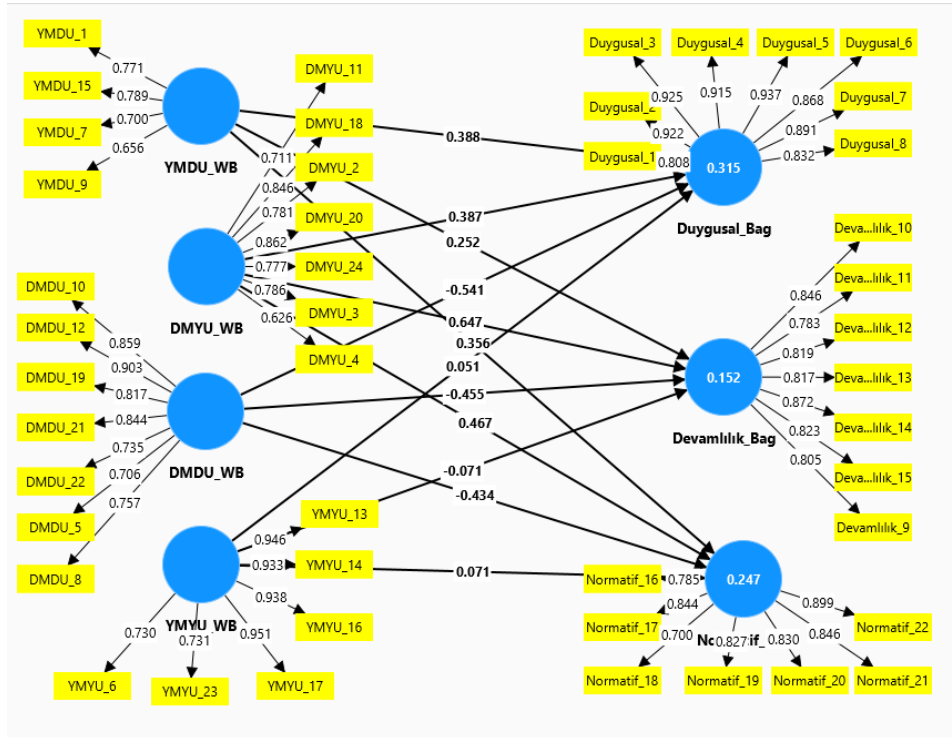 YMDU_1
YMDU_15
YMDU_7
YMDU_9
0.771
0.789
0.700
0.656
YMDU_WB
DMYU_11
DMYU_18
DMYU_2
DMYU_20
DMYU_24
DMYU_3
DMYU_4
0.711
0.846
0.781
0.862
0.777
0.786
0.626
DMYU_WB
DMDU_10
DMDU_12
DMDU_19
DMDU_21
DMDU_22
DMDU_5
DMDU_8
0.859
0.903
0.817
0.844
0.735
0.706
0.757
DMDU_WB
YMYU_13
YMYU_14
YMYU_16
YMYU_17
YMYU_23
YMYU_6
0.946
0.933
0.938
0.951
0.731
0.730
YMYU_WB
0.388
0.387
0.252
-0.541
0.647
0.356
0.051
-0.455
0.467
-0.071
-0.434
0.071
Duygusal_3
Duygusal_4
Duygusal_5
Duygusal_6
Duygusal_7
Duygusal_8
Duygusal_2
Duygusal_1
0.925
0.915
0.937
0.868
0.891
0.832
0.922
0.808
0.315
Duygusal_Bag
Deva...lılık_10
Deva...lılık_11
Deva...lılık_12
Deva...lılık_13
Deva...lılık_14
Deva...lılık_15
Devamlılık_9
0.846
0.783
0.819
0.817
0.872
0.823
0.805
0.152
Devamlılık_Bag
Normatif_16
Normatif_17
Normatif_18
Normatif_19
Normatif_20
Normatif_21
Normatif_22
0.785
0.844
0.700
0.827
0.830
0.846
0.899
0.247